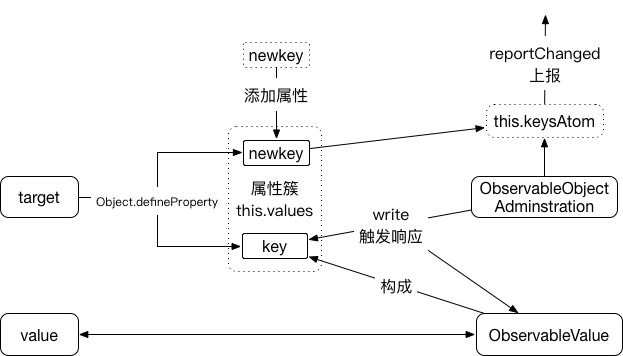 newkey
添加属性
newkey
属性簇
this.values
key
target
Object.defineProperty
value
reportChanged
上报
this.keysAtom
ObservableObject
Adminstration
write
触发响应
构成
ObservableValue